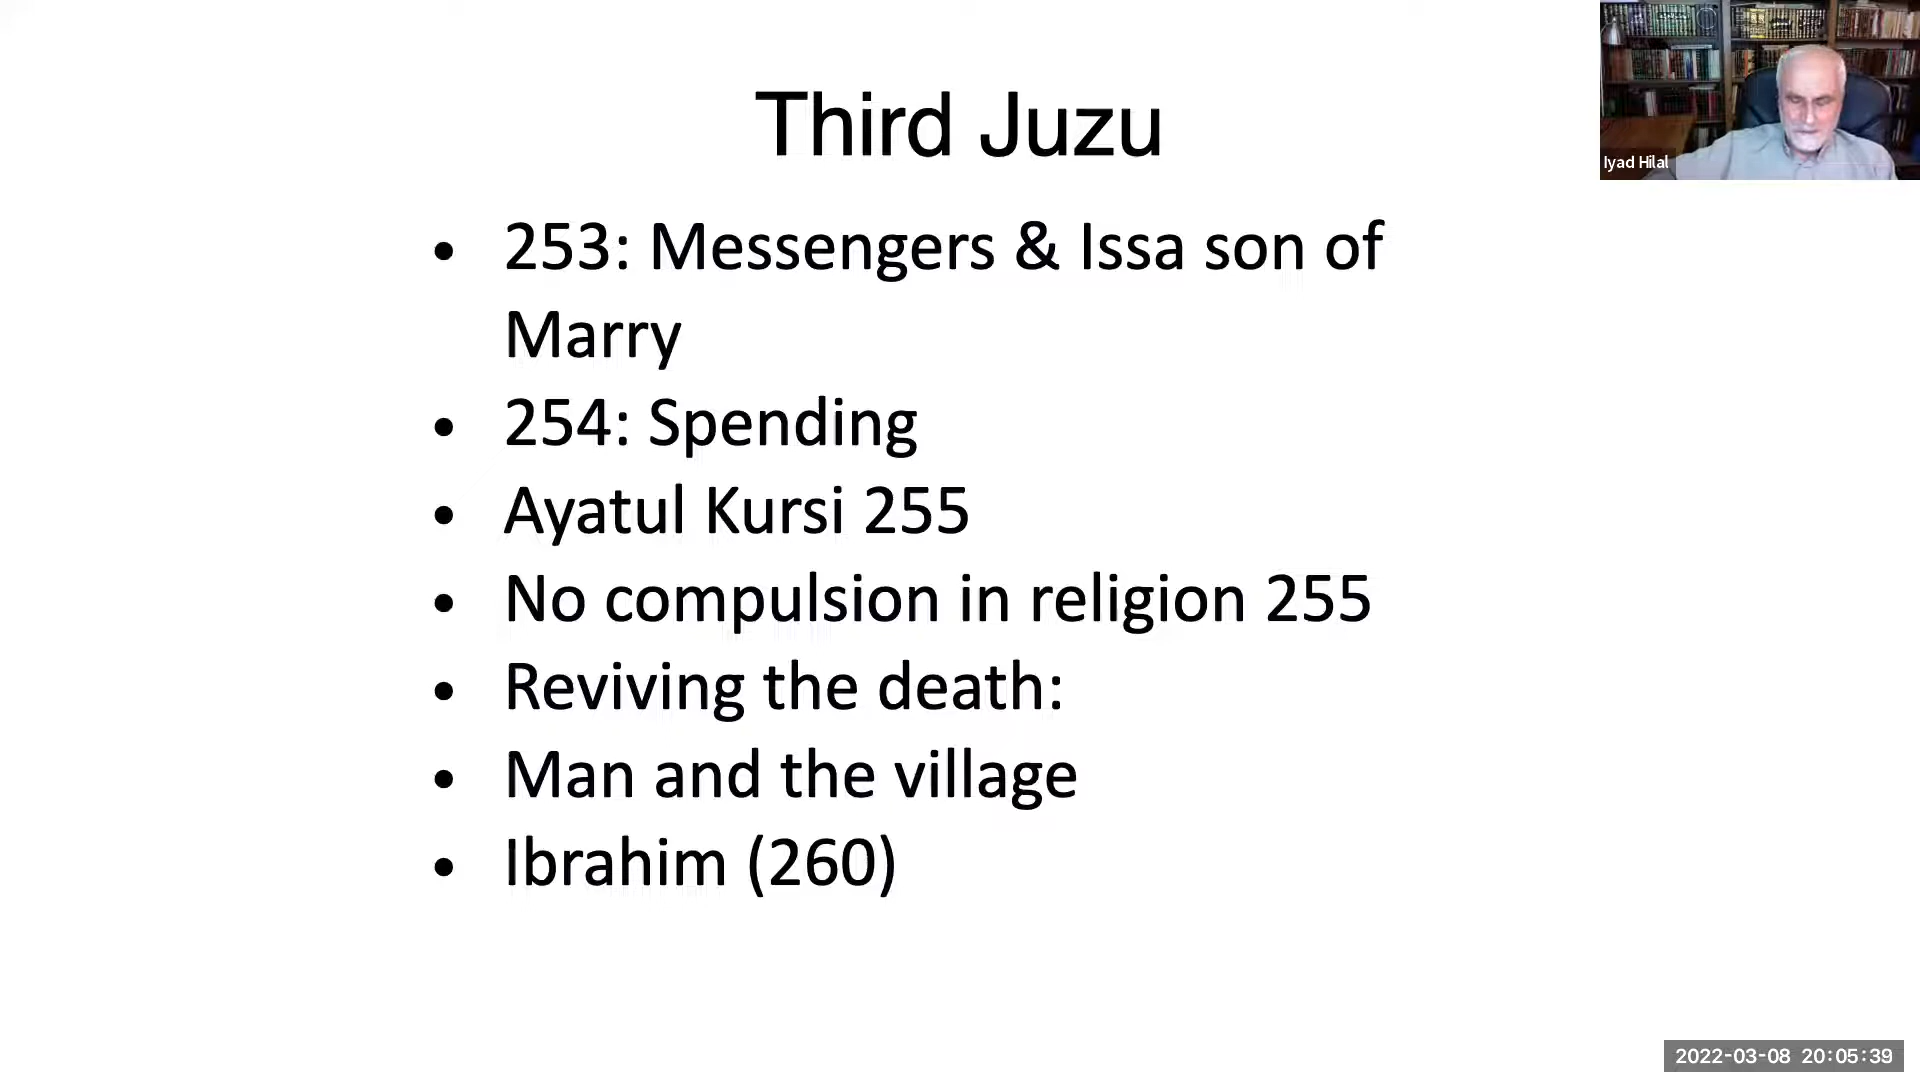 Third Juzu
Iyad Hilal
• 253: Messengers & Issa son of
Marry
• 254: Spending
• Ayatul Kursi 255
• No compulsion in religion 255
• Reviving the death:
• Man and the village
• Ibrahim (260)
2022-03-08 20:05:39